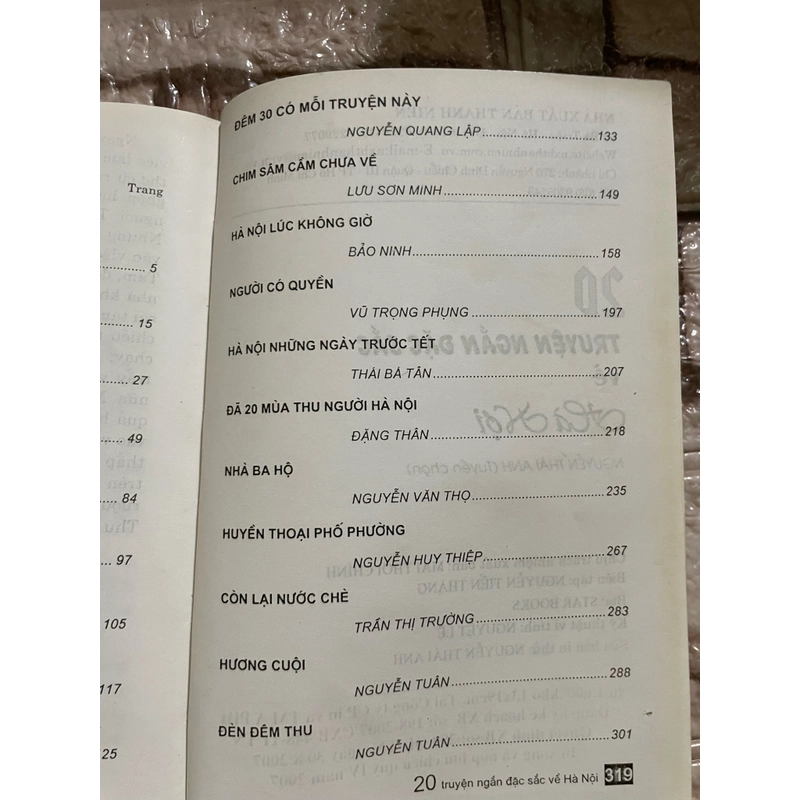 Trang
5
15
27
49
84
97
105
117
25
ĐÊM 30 CÓ MỖI TRUYỆN NÀY
NGUYỄN QUANG LẬP 133
CHIM SÂM CẦM CHƯA VỀ
LƯU SƠN MINH 149
HÀ NỘI LÚC KHÔNG GIỜ
BẢO NINH 158
NGƯỜI CÓ QUYỀN
VŨ TRỌNG PHỤNG 197
HÀ NỘI NHỮNG NGÀY TRƯỚC TẾT
THÁI BÁ TÂN 207
ĐÃ 20 MÙA THU NGƯỜI HÀ NỘI
ĐẶNG THÂN 218
NHÀ BA HỘ
NGUYỄN VĂN THỌ 235
HUYỀN THOẠI PHỐ PHƯỜNG
NGUYỄN HUY THIỆP 267
CÒN LẠI NƯỚC CHÈ
TRẦN THỊ TRƯỜNG 283
HƯƠNG CUỘI
NGUYỄN TUÂN 288
ĐÈN ĐÊM THU
NGUYỄN TUÂN 301
20 truyện ngắn đặc sắc về Hà Nội 319